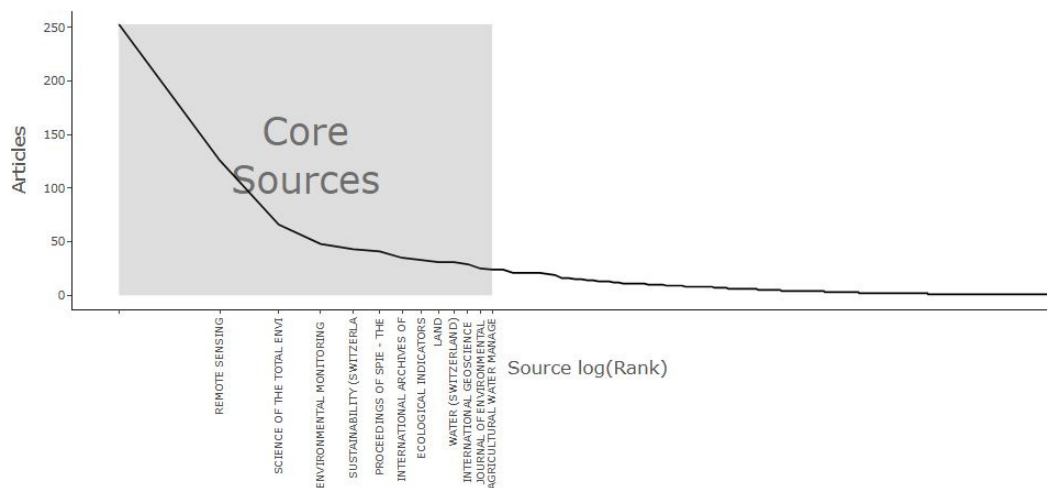 250
200
150
100
50
0
Articles
Core
Sources
Source log(Rank)
REMOTE SENSING
SCIENCE OF THE TOTAL ENVI
ENVIRONMENTAL MONITORING
SUSTAINABILITY (SWITZERLA
PROCEEDINGS OF SPIE - THE
INTERNATIONAL ARCHIVES OF
ECOLOGICAL INDICATORS
LAND
WATER (SWITZERLAND)
INTERNATIONAL GEOSCIENCE
JOURNAL OF ENVIRONMENTAL
AGRICULTURAL WATER MANAGE